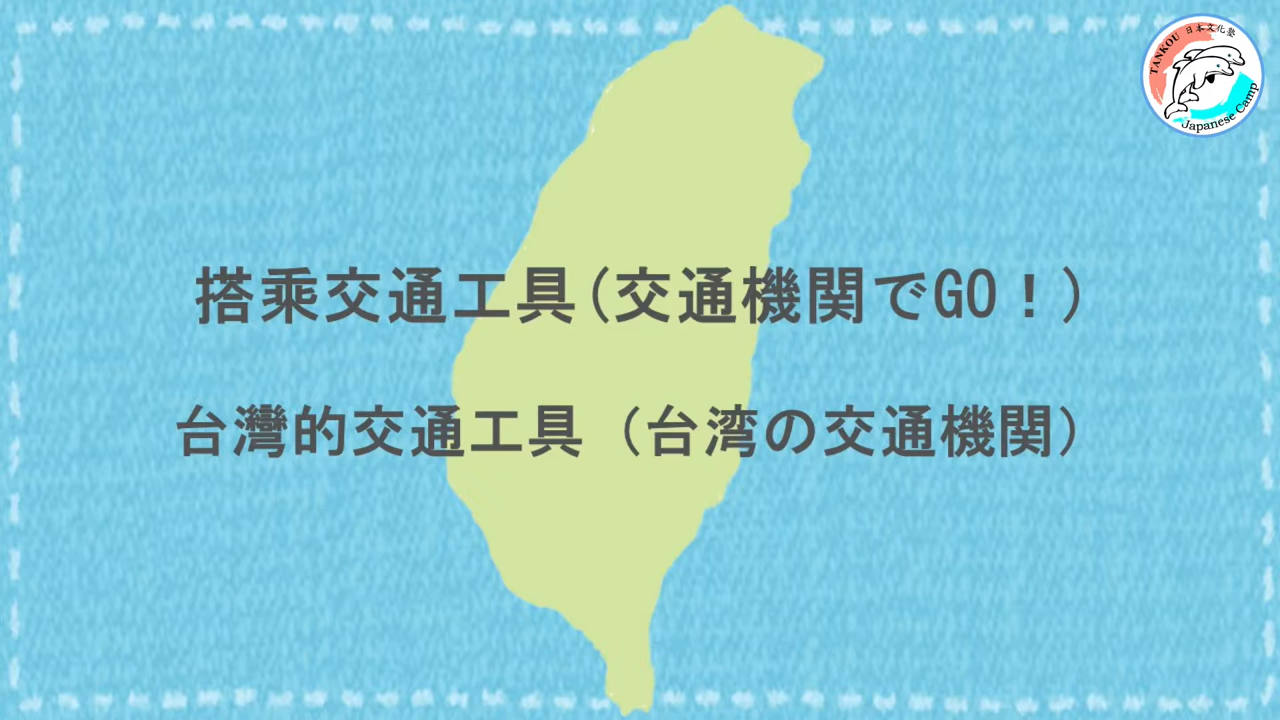 搭乘交通工具(交通機関でGO！)
台灣的交通工具（台湾の交通機関）
TANKOU 日本文化塾
Japanese Camp